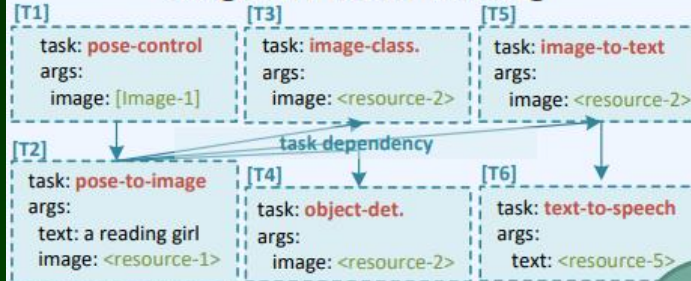 [T1]
task: pose-control
args:
image: [Image-1]
[T3]
task: image-class.
args:
image: <resource-2>
[T5]
task: image-to-text
args:
image: <resource-2>
task dependency
[T2]
task: pose-to-image
args:
text: a reading girl
image: <resource-1>
[T4]
task: object-det.
args:
image: <resource-2>
[T6]
task: text-to-speech
args:
text: <resource-5>